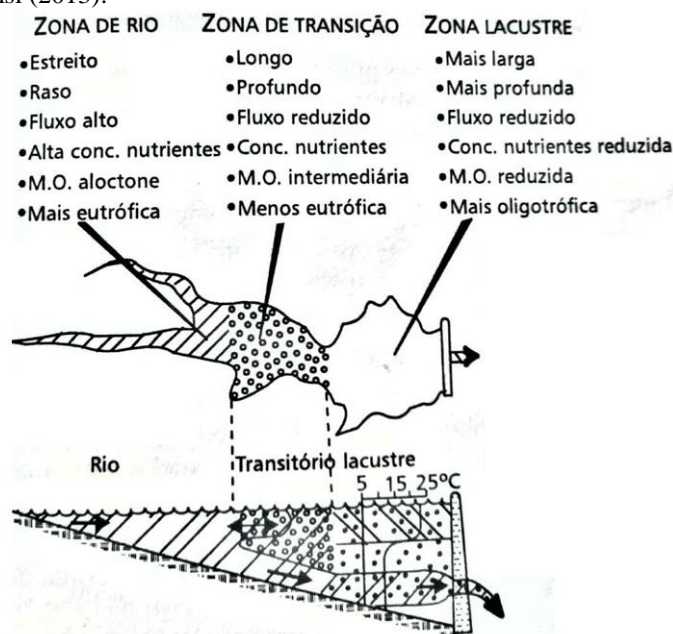 (2013).
ZONA DE RIO
•Estreito
•Raso
•Fluxo alto
•Alta conc. nutrientes
•M.O. aloctone
•Mais eutrófica
ZONA DE TRANSIÇÃO
•Longo
•Profundo
•Fluxo reduzido
•Conc. nutrientes
•M.O. intermediária
•Menos eutrófica
ZONA LACUSTRE
•Mais larga
•Mais profunda
•Fluxo reduzido
•Conc. nutrientes reduzida
•M.O. reduzida
•Mais oligotrófica
Rio
Transitório lacustre
5 15 25°C